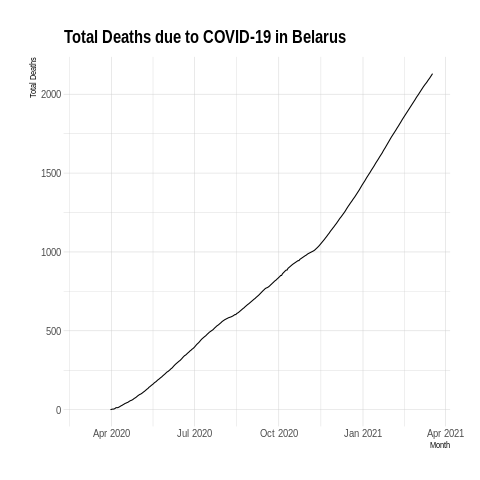 Total Deaths due to COVID-19 in Belarus
Total Deaths
2000
1500
1000
500
0
Apr 2020 Jul 2020 Oct 2020 Jan 2021 Apr 2021
Month